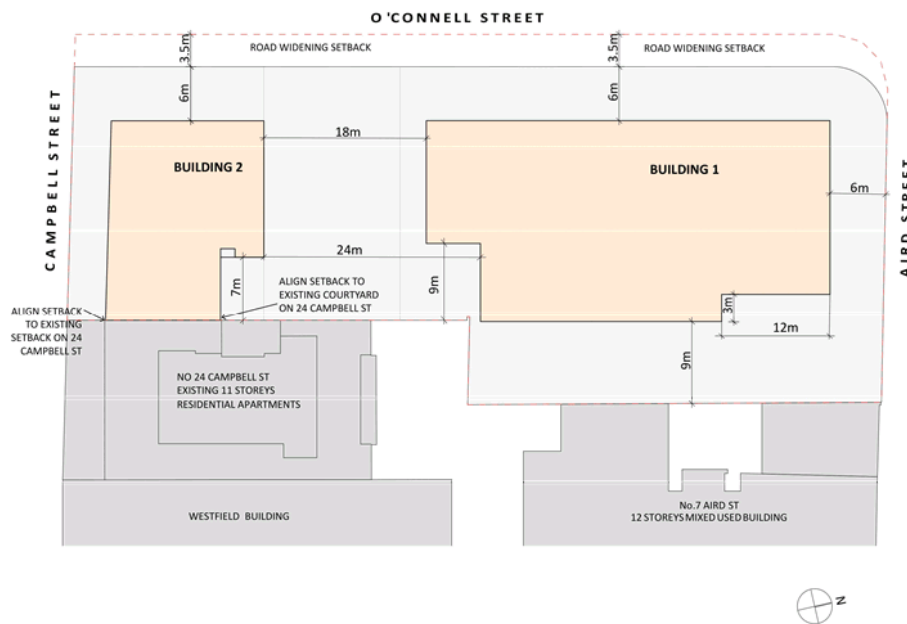 O'CONNELL STREET
3.5m
ROAD WIDENING SETBACK
3.5m
ROAD WIDENING SETBACK
6m
6m
CAMPBELL STREET
18m
BUILDING 2
BUILDING 1
6m
AIRD STREET
24m
7m
9m
ALIGN SETBACK TO
EXISTING COURTYARD
ON 24 CAMPBELL ST
ALIGN SETBACK
TO EXISTING
SETBACK ON 24
CAMPBELL ST
3m
12m
9m
NO 24 CAMPBELL ST
EXISTING 11 STOREYS
RESIDENTIAL APARTMENTS
WESTFIELD BUILDING
No.7 AIRD ST
12 STOREYS MIXED USED BUILDING
N